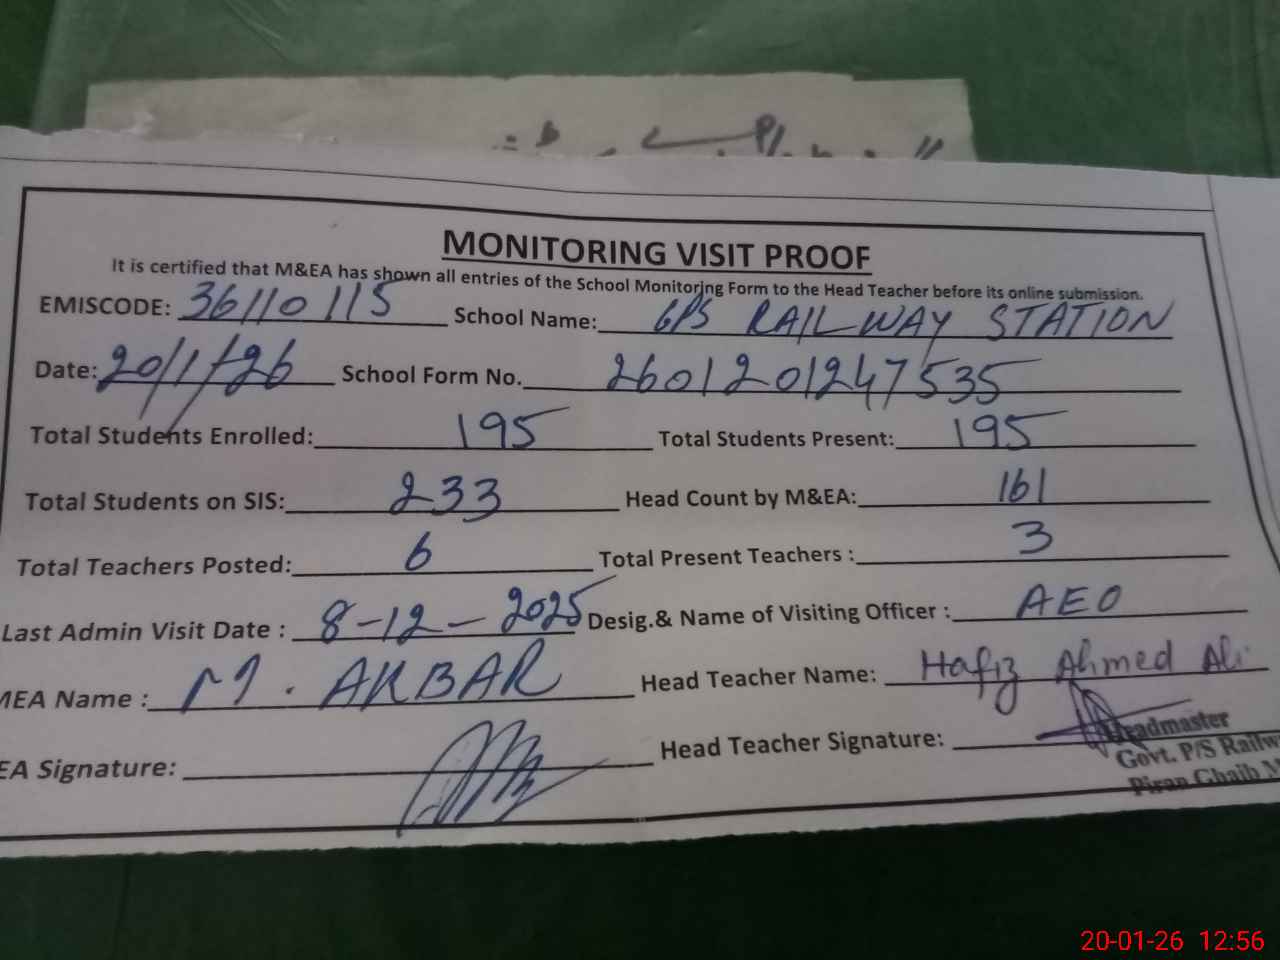 MONITORING VISIT PROOF
It is certified that M&EA has shown all entries of the School Monitoring Form to the Head Teacher before its online submission.
EMISCODE: 36110115 School Name: GPS RAILWAY STATION
Date: 20/1/26 School Form No. 2601201247535
Total Students Enrolled: 195 Total Students Present: 195
Total Students on SIS: 233 Head Count by M&EA: 161
Total Teachers Posted: 6 Total Present Teachers : 3
Last Admin Visit Date : 8-12-2025 Desig.& Name of Visiting Officer : AEO
MEA Name : M. AKBAR Head Teacher Name: Hafiz Ahmed Ali
EA Signature: Head Teacher Signature:
Headmaster
Govt. P/S Railw
Piran Ghaib M
20-01-26 12:56